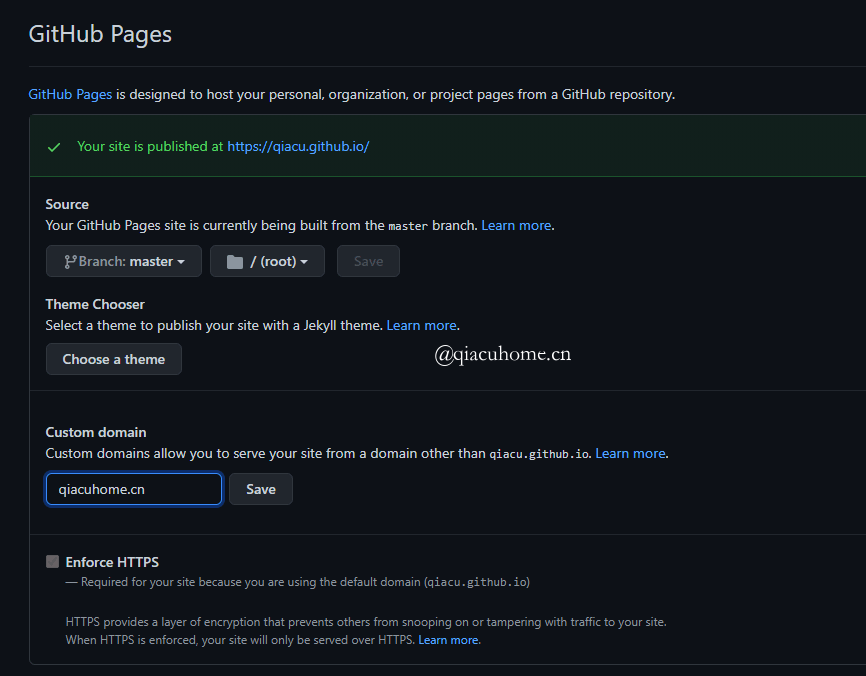 GitHub Pages
GitHub Pages is designed to host your personal, organization, or project pages from a GitHub repository.
Your site is published at https://qiacu.github.io/
Source
Your GitHub Pages site is currently being built from the master branch. Learn more.
Branch: master / (root) Save
Theme Chooser
Select a theme to publish your site with a Jekyll theme. Learn more.
@qiacuhome.cn
Choose a theme
Custom domain
Custom domains allow you to serve your site from a domain other than qiacu.github.io. Learn more.
qiacuhome.cn Save
Enforce HTTPS
— Required for your site because you are using the default domain (qiacu.github.io)
HTTPS provides a layer of encryption that prevents others from snooping on or tampering with traffic to your site.
When HTTPS is enforced, your site will only be served over HTTPS. Learn more.